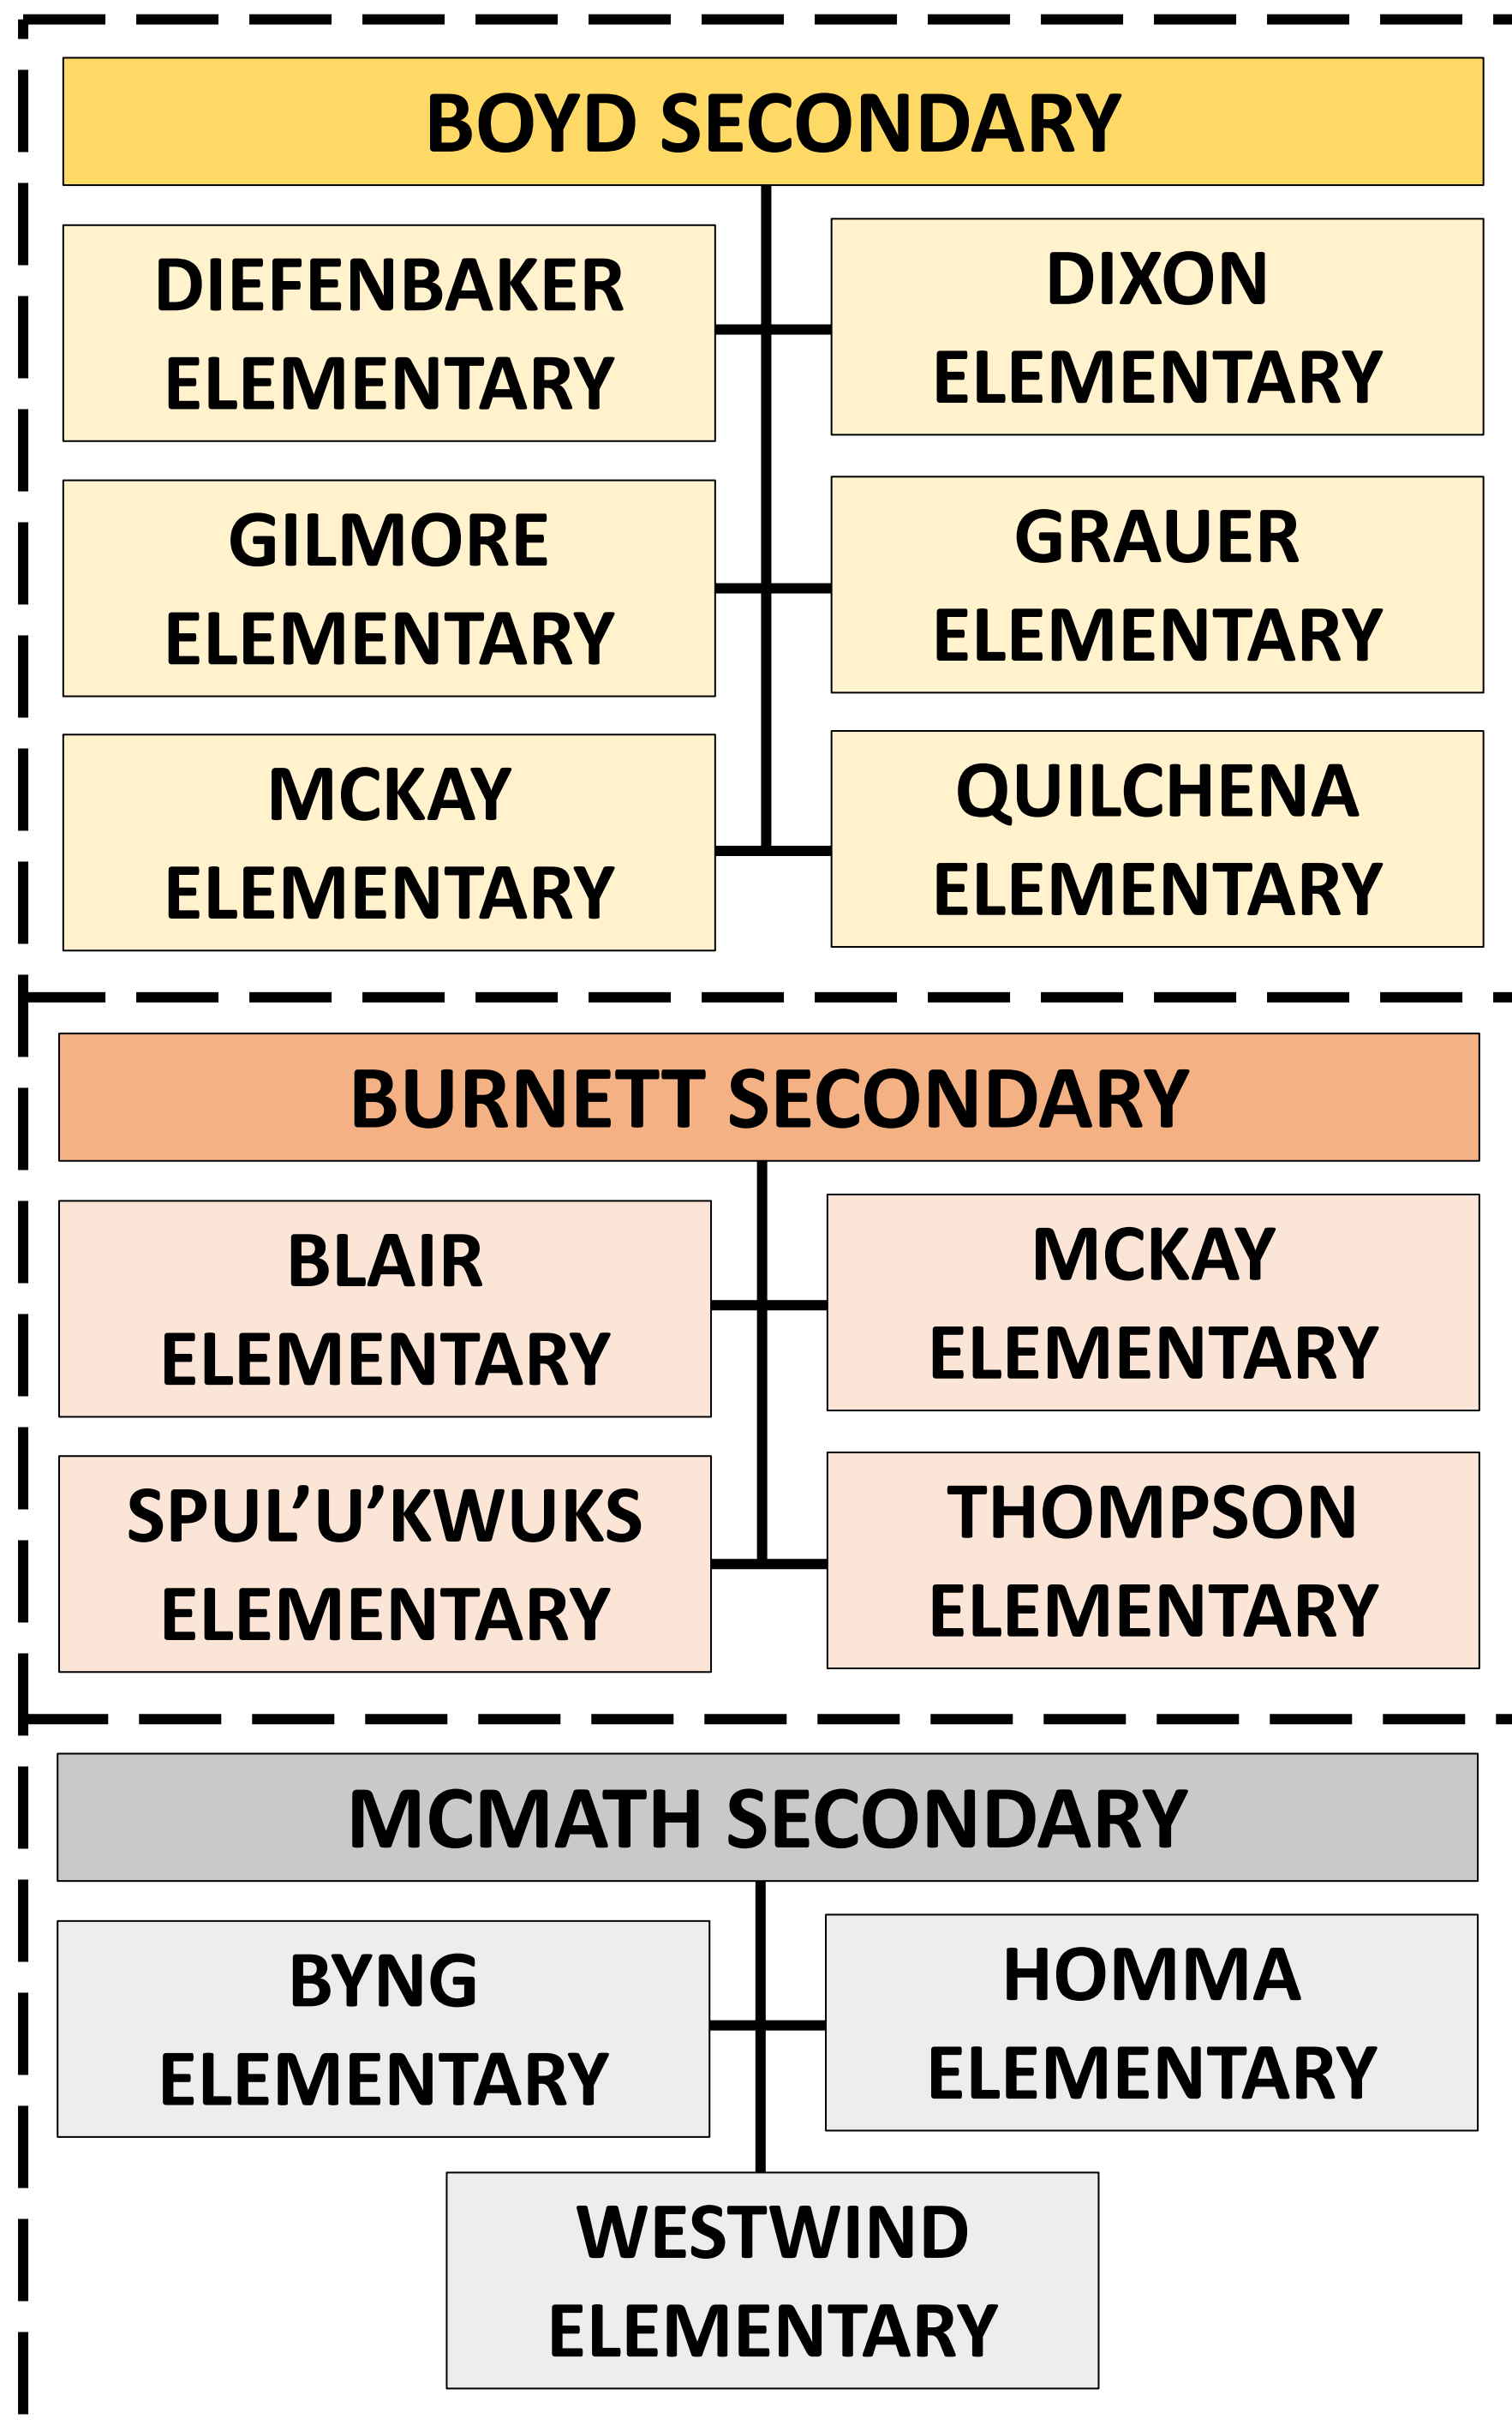 BOYD SECONDARY
DIEFENBAKER
ELEMENTARY
DIXON
ELEMENTARY
GILMORE
ELEMENTARY
GRAUER
ELEMENTARY
MCKAY
ELEMENTARY
QUILCHENA
ELEMENTARY
BURNETT SECONDARY
BLAIR
ELEMENTARY
MCKAY
ELEMENTARY
SPUL’U’KWUKS
ELEMENTARY
THOMPSON
ELEMENTARY
MCMATH SECONDARY
BYNG
ELEMENTARY
HOMMA
ELEMENTARY
WESTWIND
ELEMENTARY